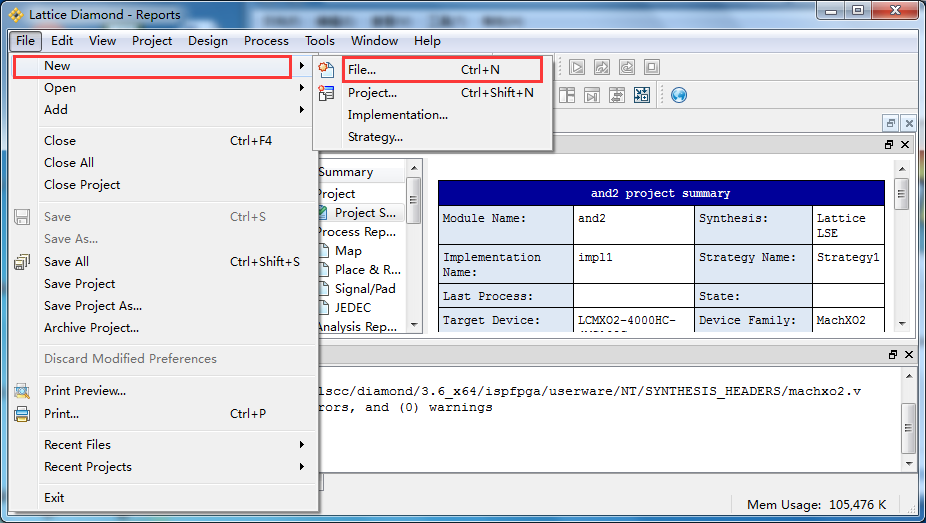 Lattice Diamond - Reports
File Edit View Project Design Process Tools Window Help
New
Open
Add
Close Ctrl+F4
Close All
Close Project
Save Ctrl+S
Save As...
Save All Ctrl+Shift+S
Save Project
Save Project As...
Archive Project...
Discard Modified Preferences
Print Preview...
Print... Ctrl+P
Recent Files
Recent Projects
Exit
File... Ctrl+N
Project... Ctrl+Shift+N
Implementation...
Strategy...
Summary
Project
Project S...
Process Rep...
Map
Place & R...
Signal/Pad
JEDEC
Analysis Rep...
and2 project summary
Module Name: and2 Synthesis: Lattice
LSE
Implementation
Name: impl1 Strategy Name: Strategy1
Last Process: State:
Target Device: LCMXO2-4000HC- Device Family: MachXO2
lscc/diamond/3.6_x64/ispfpga/userware/NT/SYNTHESIS_HEADERS/machxo2.v
rors, and (0) warnings
Mem Usage: 105,476 K